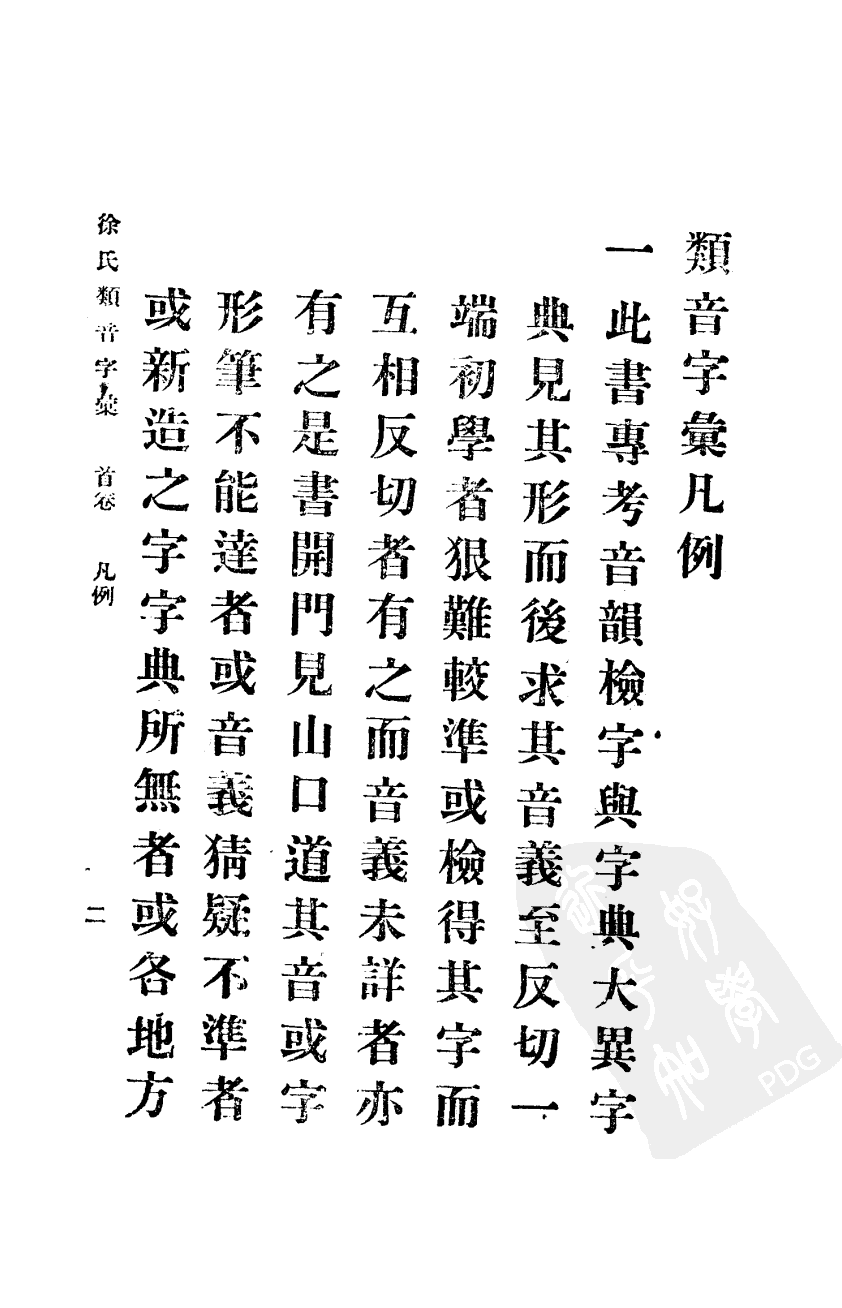 類音字彙凡例
一此書專考音韻檢字與字典大異字
典見其形而後求其音義至反切一
端初學者狠難較準或檢得其字而
互相反切者有之而音義未詳者亦
有之是書開門見山口道其音或字
形筆不能達者或音義猜疑不準者
或新造之字字典所無者或各地方
徐氏類音字彙 首卷 凡例 二
PDG